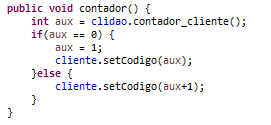 public void contador() {
int aux = clidao.contador_cliente();
if(aux == 0) {
aux = 1;
cliente.setCodigo(aux);
}else {
cliente.setCodigo(aux+1);
}
}